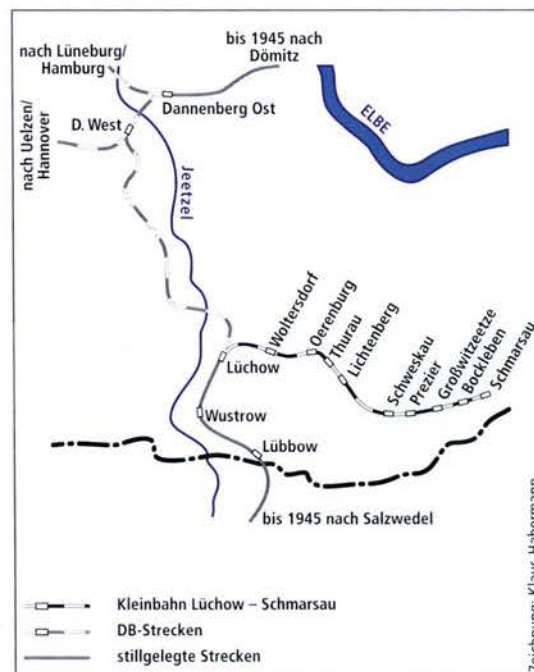 nach Lüneburg/
Hamburg
bis 1945 nach
Dömitz
Dannenberg Ost
D. West
nach Uelzen/
Hannover
ELBE
Jeetzel
Woltersdorf
Oerenburg
Thurau
Lichtenberg
Schweskau
Prezier
Großwitzeetze
Bockleben
Schmarsau
Lüchow
Wustrow
Lübbow
bis 1945 nach Salzwedel
Kleinbahn Lüchow – Schmarsau
DB-Strecken
stillgelegte Strecken
Zeichnung: Klaus Habermann